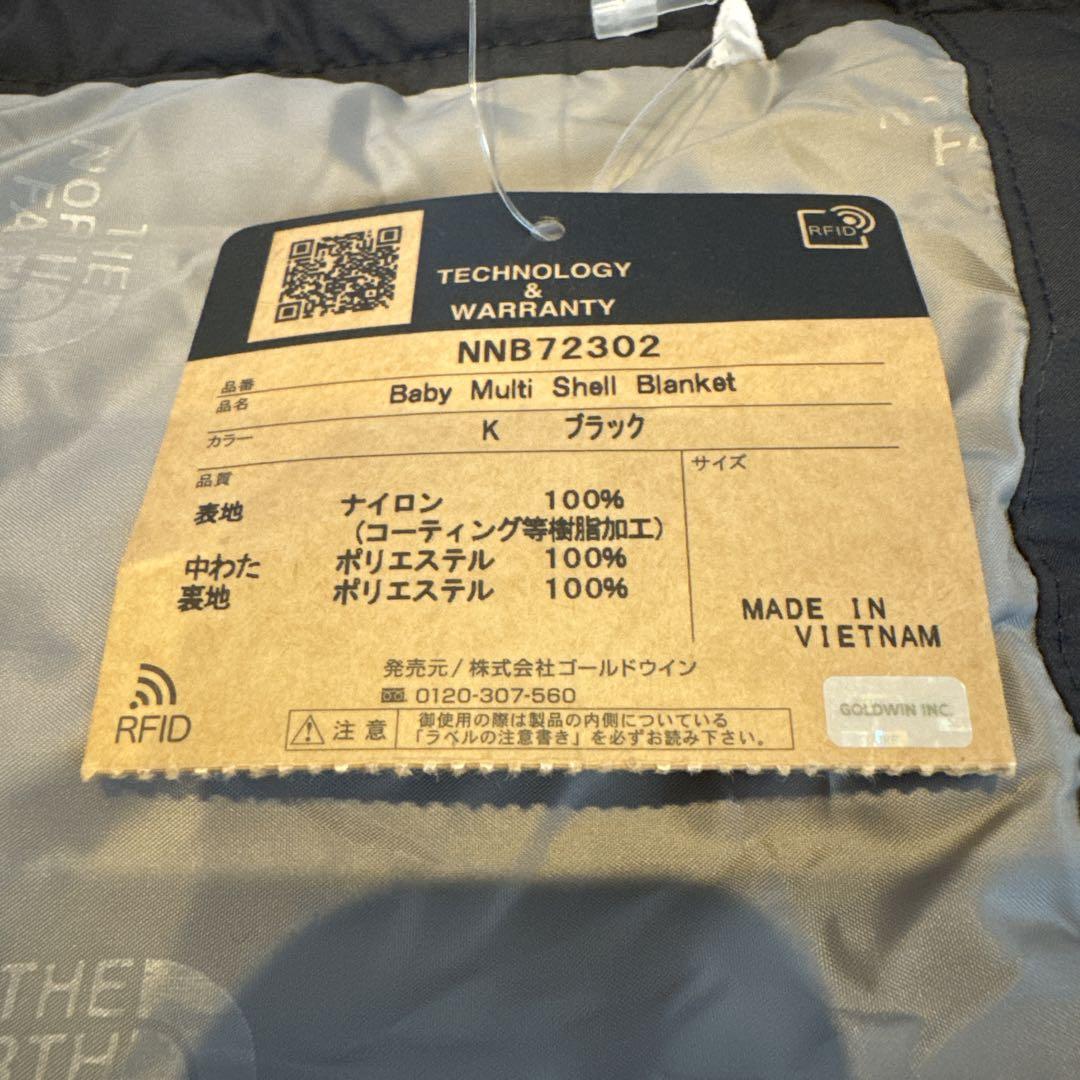 RFID
TECHNOLOGY
&
WARRANTY
品番 NNB72302
品名 Baby Multi Shell Blanket
カラー K ブラック
品質
サイズ
表地 ナイロン 100%
(コーティング等樹脂加工)
中わた ポリエステル 100%
裏地 ポリエステル 100%
MADE IN
VIETNAM
発売元/株式会社ゴールドウイン
0120-307-560
RFID
注意
御使用の際は製品の内側についている
「ラベルの注意書き」を必ずお読み下さい。
GOLDWIN INC.
THE